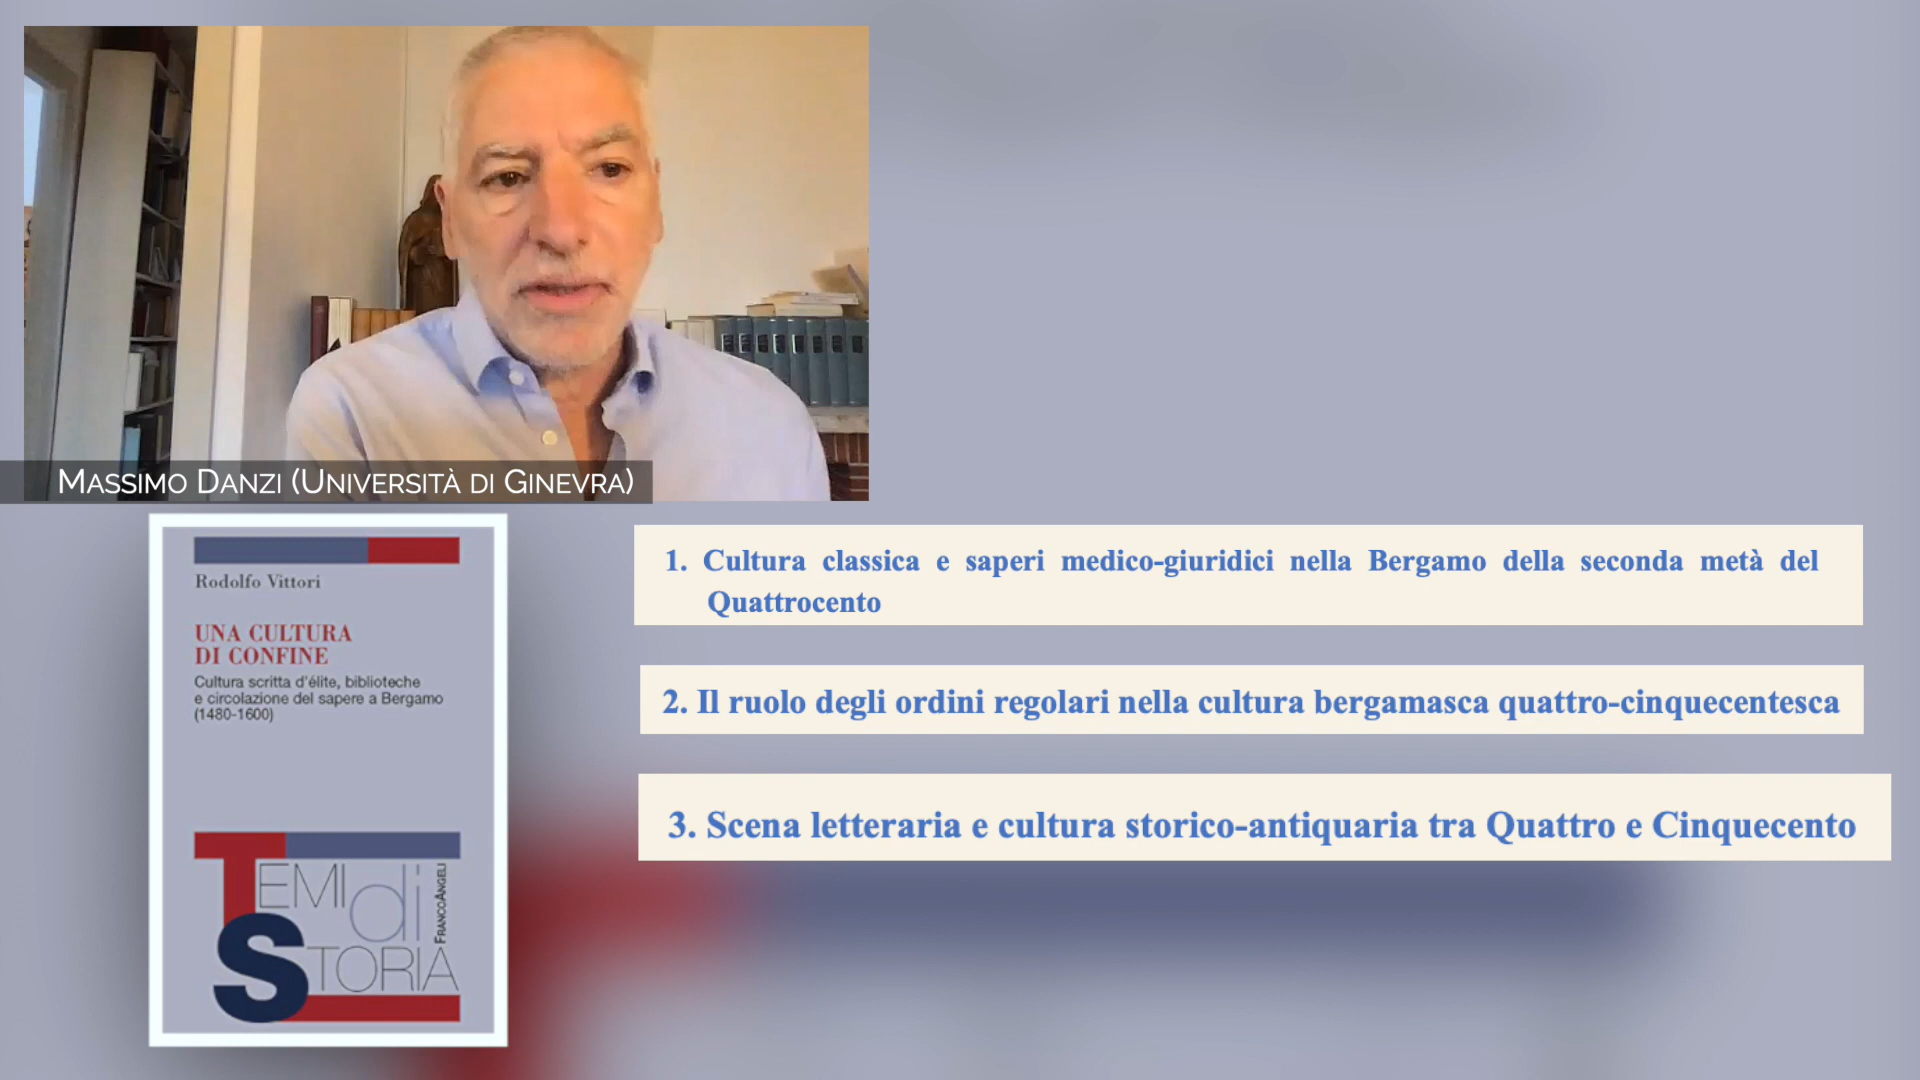 MASSIMO DANZI (UNIVERSITÀ DI GINEVRA)
Rodolfo Vittori
UNA CULTURA
DI CONFINE
Cultura scritta d'élite, biblioteche
e circolazione del sapere a Bergamo
(1480-1600)
TEMI di
STORIA
FRANCOANGELI
1. Cultura classica e saperi medico-giuridici nella Bergamo della seconda metà del
Quattrocento
2. Il ruolo degli ordini regolari nella cultura bergamasca quattro-cinquecentesca
3. Scena letteraria e cultura storico-antiquaria tra Quattro e Cinquecento